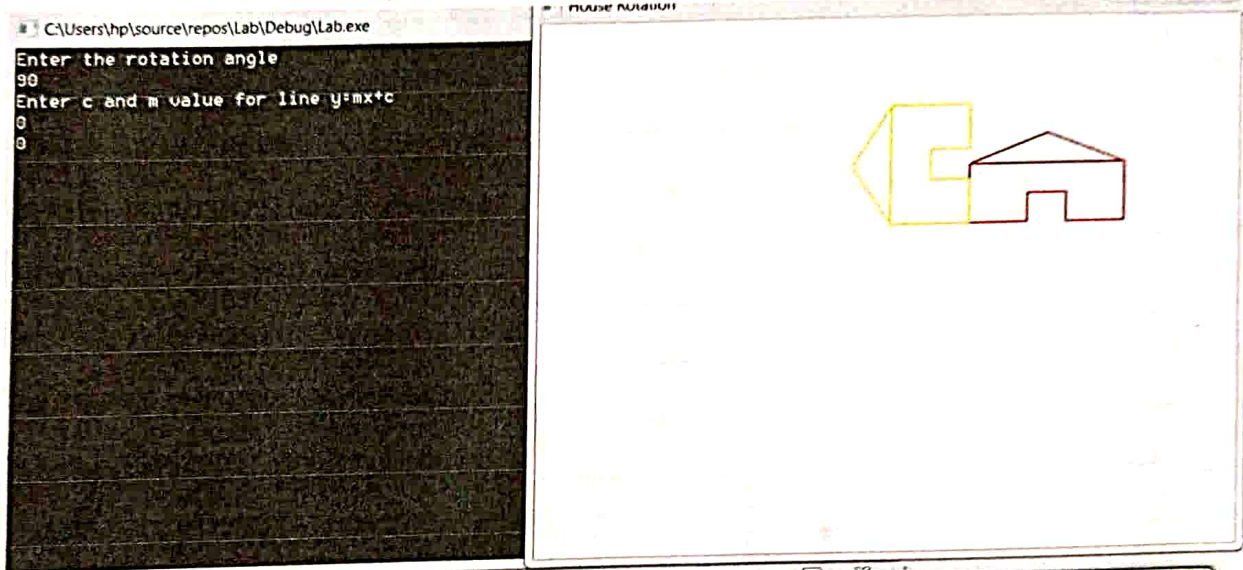 C:\Users\hp\source\repos\Lab\Debug\Lab.exe
Enter the rotation angle
90
Enter c and m value for line y=mx+c
0
0
House Rotation